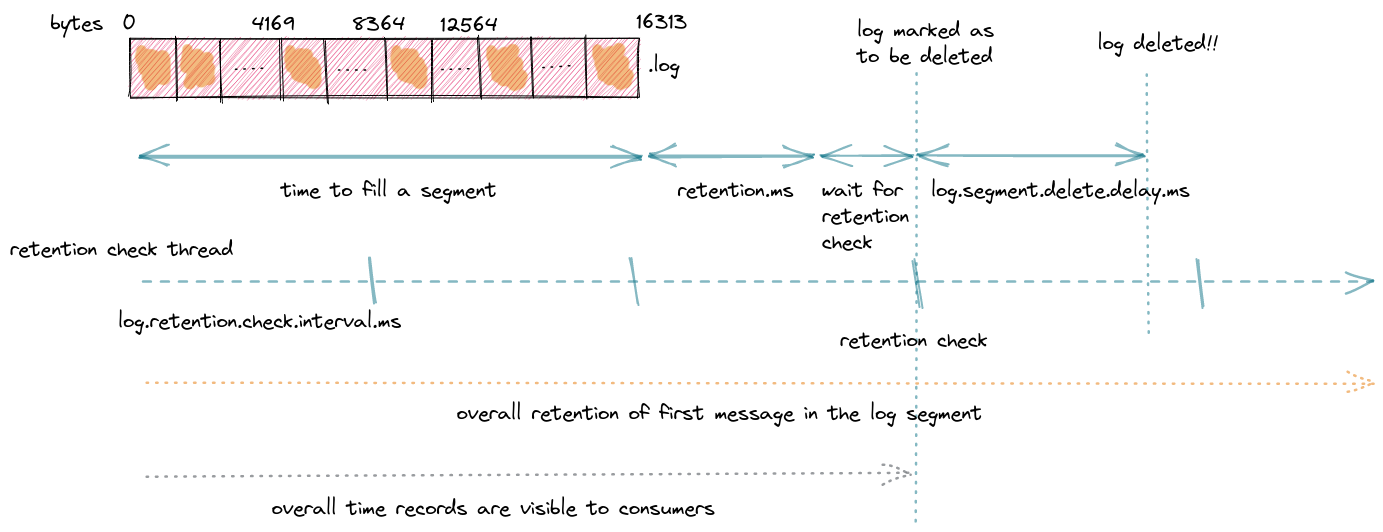 bytes 0 4169 8364 12564 16313
.log
log marked as
to be deleted
log deleted!!
time to fill a segment
retention.ms
wait for
retention
check
log.segment.delete.delay.ms
retention check thread
log.retention.check.interval.ms
retention check
overall retention of first message in the log segment
overall time records are visible to consumers